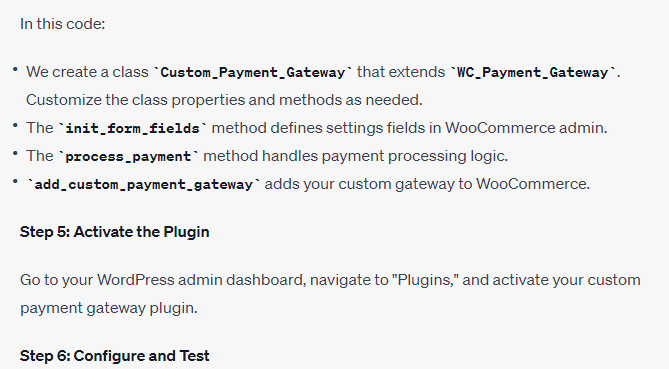 In this code:
• We create a class `Custom_Payment_Gateway` that extends `WC_Payment_Gateway`.
Customize the class properties and methods as needed.
• The `init_form_fields` method defines settings fields in WooCommerce admin.
• The `process_payment` method handles payment processing logic.
• `add_custom_payment_gateway` adds your custom gateway to WooCommerce.
Step 5: Activate the Plugin
Go to your WordPress admin dashboard, navigate to "Plugins," and activate your custom
payment gateway plugin.
Step 6: Configure and Test